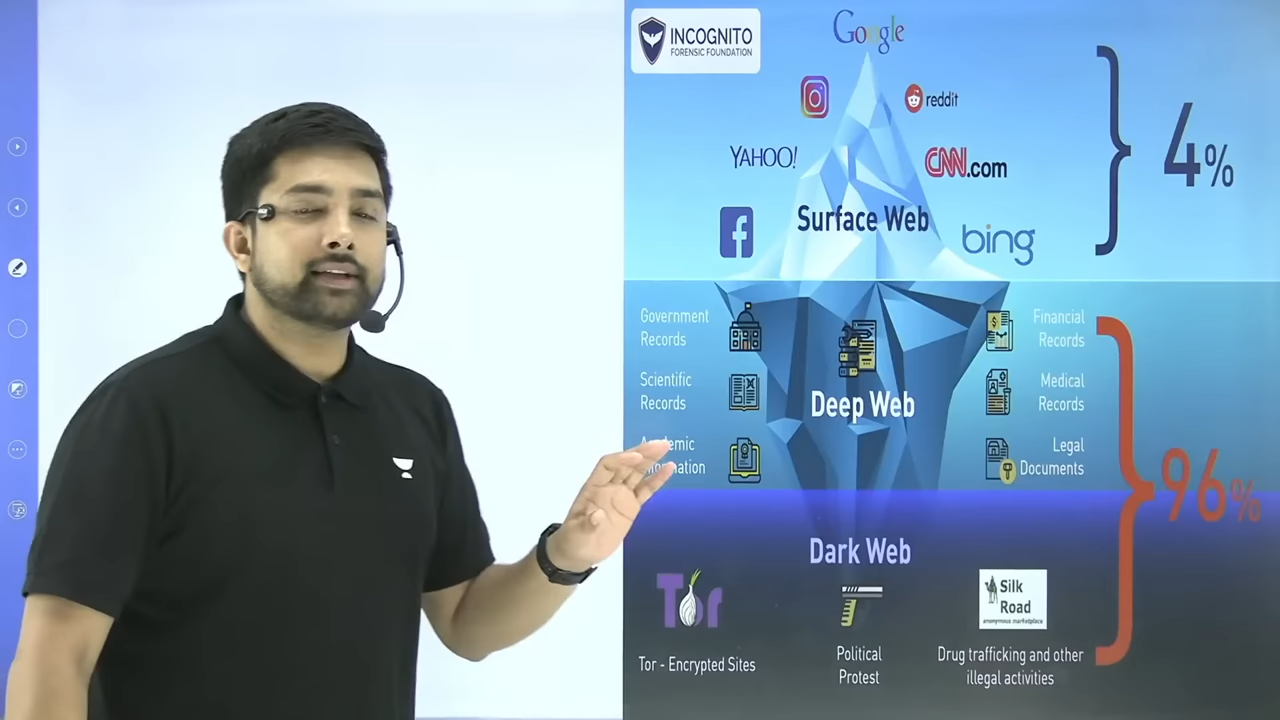 INCOGNITO
FORENSIC FOUNDATION
Google
reddit
YAHOO!
CNN.com
4%
Surface Web
bing
Government
Records
Financial
Records
Scientific
Records
Deep Web
Medical
Records
Academic
Information
Legal
Documents
96%
Dark Web
Tor
Silk
Road
anonymous marketplace
Tor - Encrypted Sites
Political
Protest
Drug trafficking and other
illegal activities